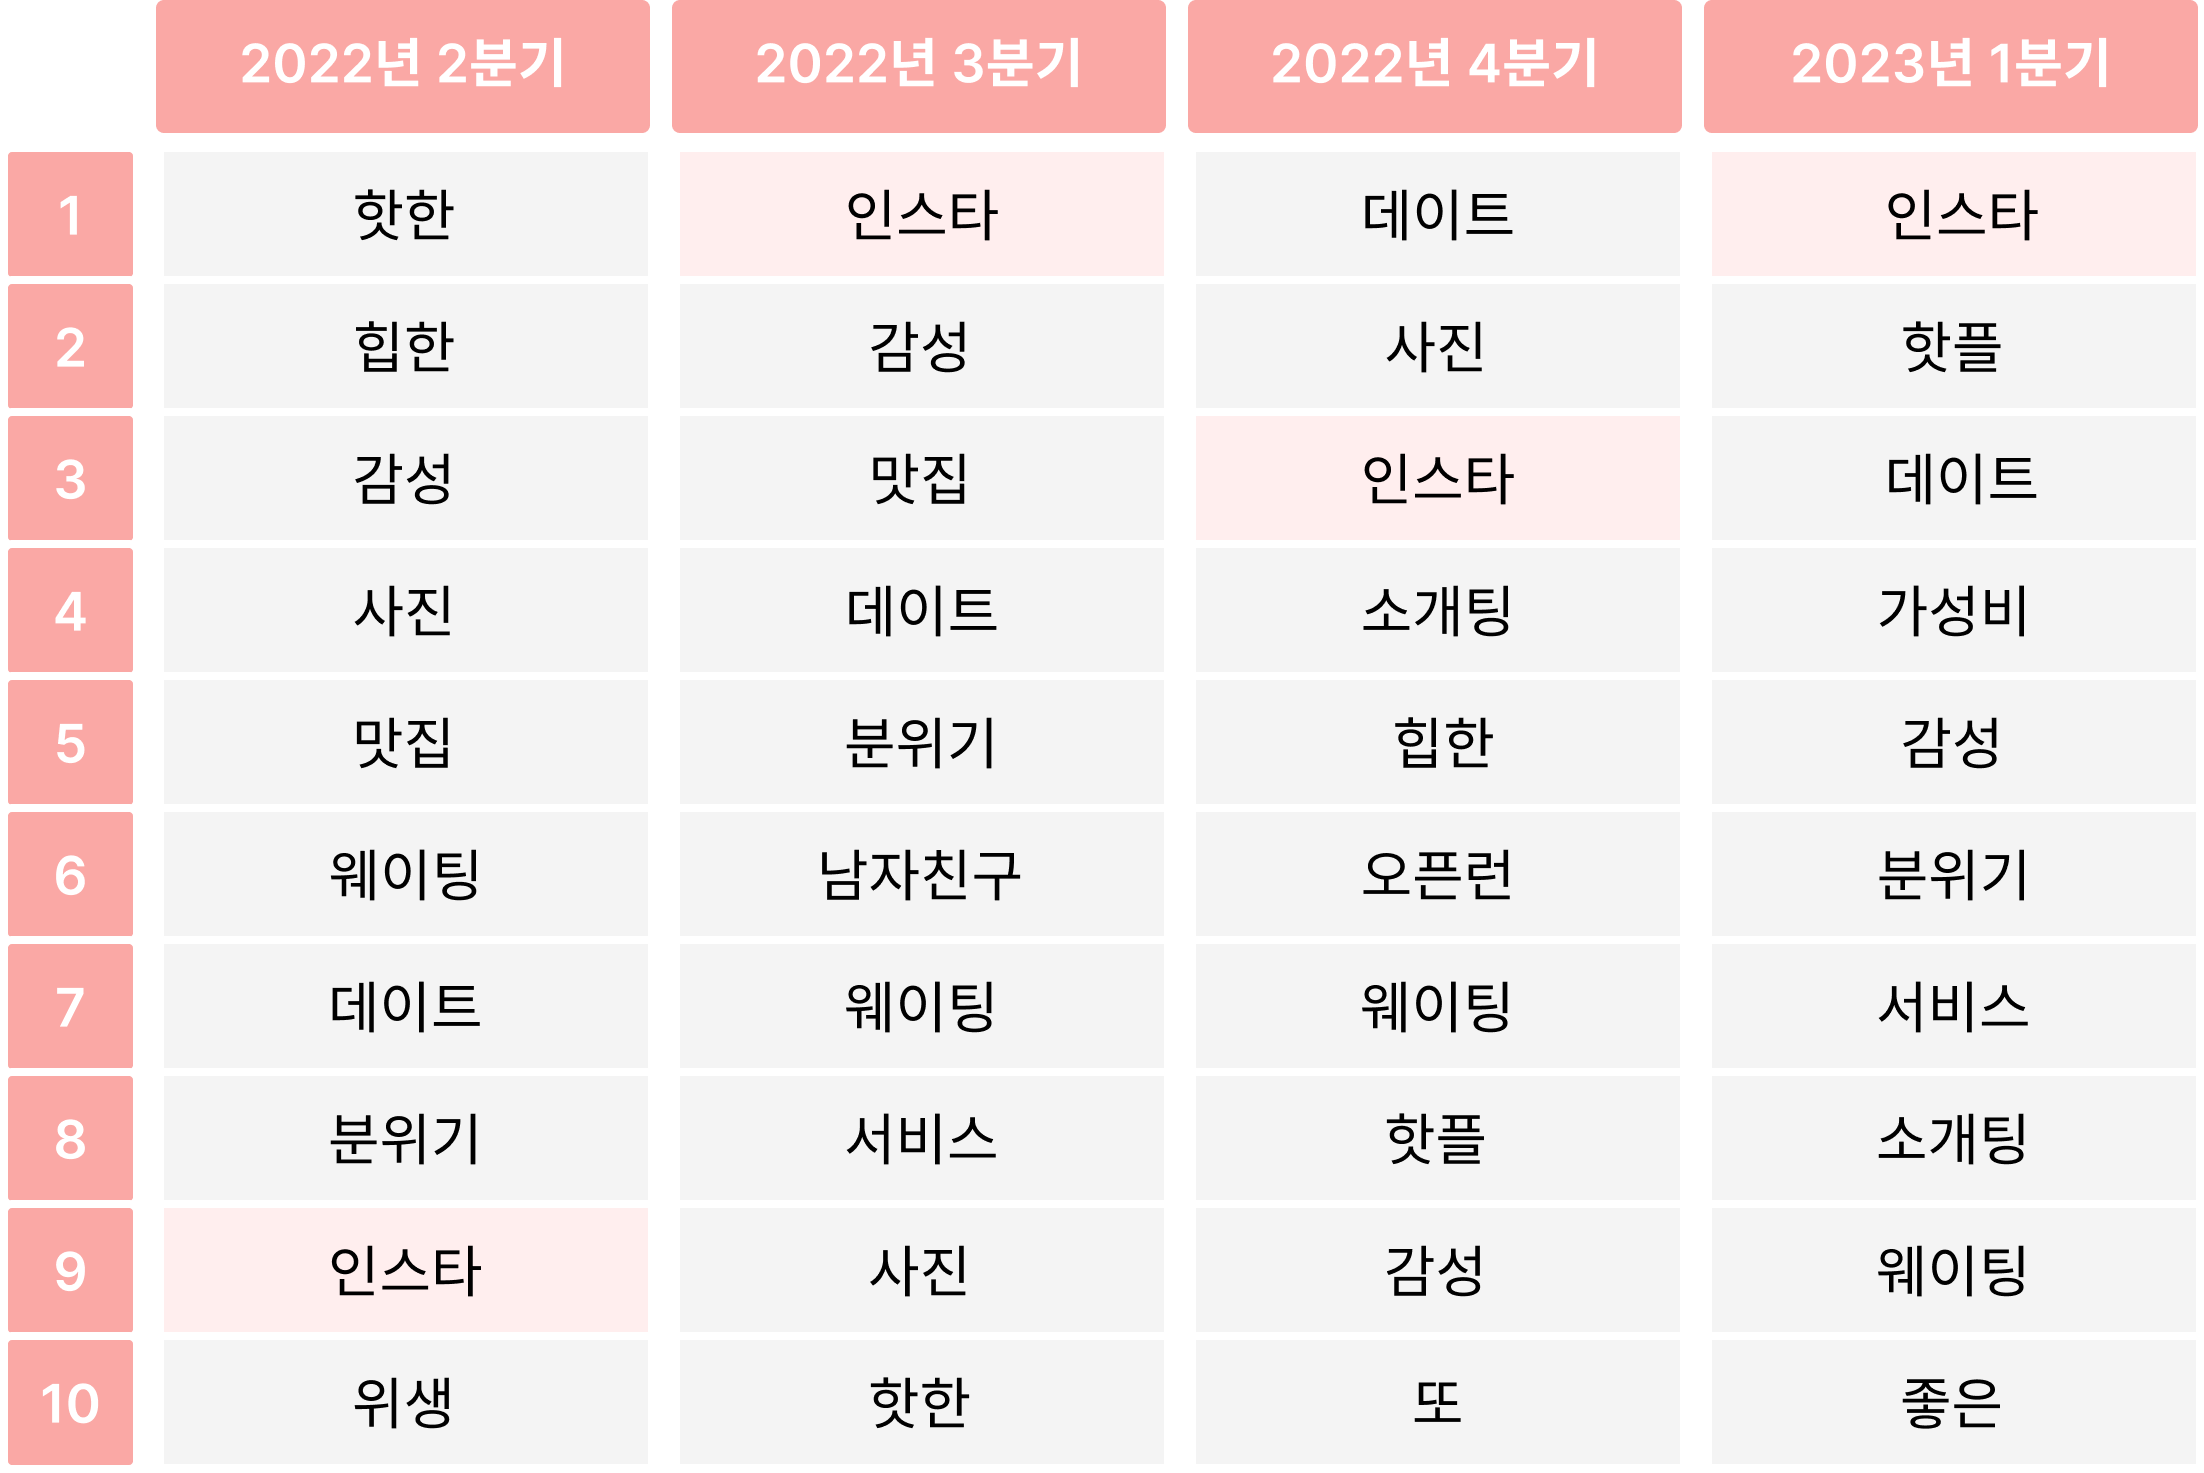 2022년 2분기 2022년 3분기 2022년 4분기 2023년 1분기
1 핫한 인스타 데이트 인스타
2 힙한 감성 사진 핫플
3 감성 맛집 인스타 데이트
4 사진 데이트 소개팅 가성비
5 맛집 분위기 힙한 감성
6 웨이팅 남자친구 오픈런 분위기
7 데이트 웨이팅 웨이팅 서비스
8 분위기 서비스 핫플 소개팅
9 인스타 사진 감성 웨이팅
10 위생 핫한 또 좋은